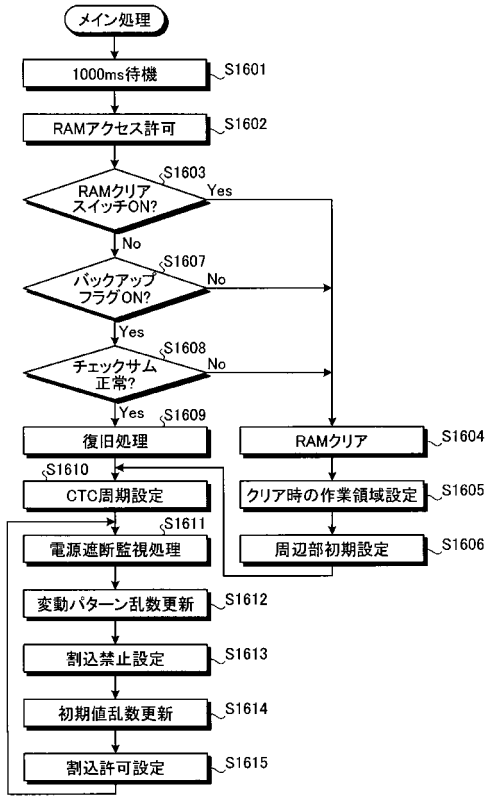 メイン処理
1000ms待機
S1601
RAMアクセス許可
S1602
S1603
RAMクリア
スイッチON?
Yes
No
S1607
バックアップ
フラグON?
No
Yes
S1608
チェックサム
正常?
No
Yes
S1609
復旧処理
RAMクリア
S1604
S1610
CTC周期設定
クリア時の作業領域設定
S1605
S1611
電源遮断監視処理
周辺部初期設定
S1606
変動パターン乱数更新
S1612
割込禁止設定
S1613
初期値乱数更新
S1614
割込許可設定
S1615